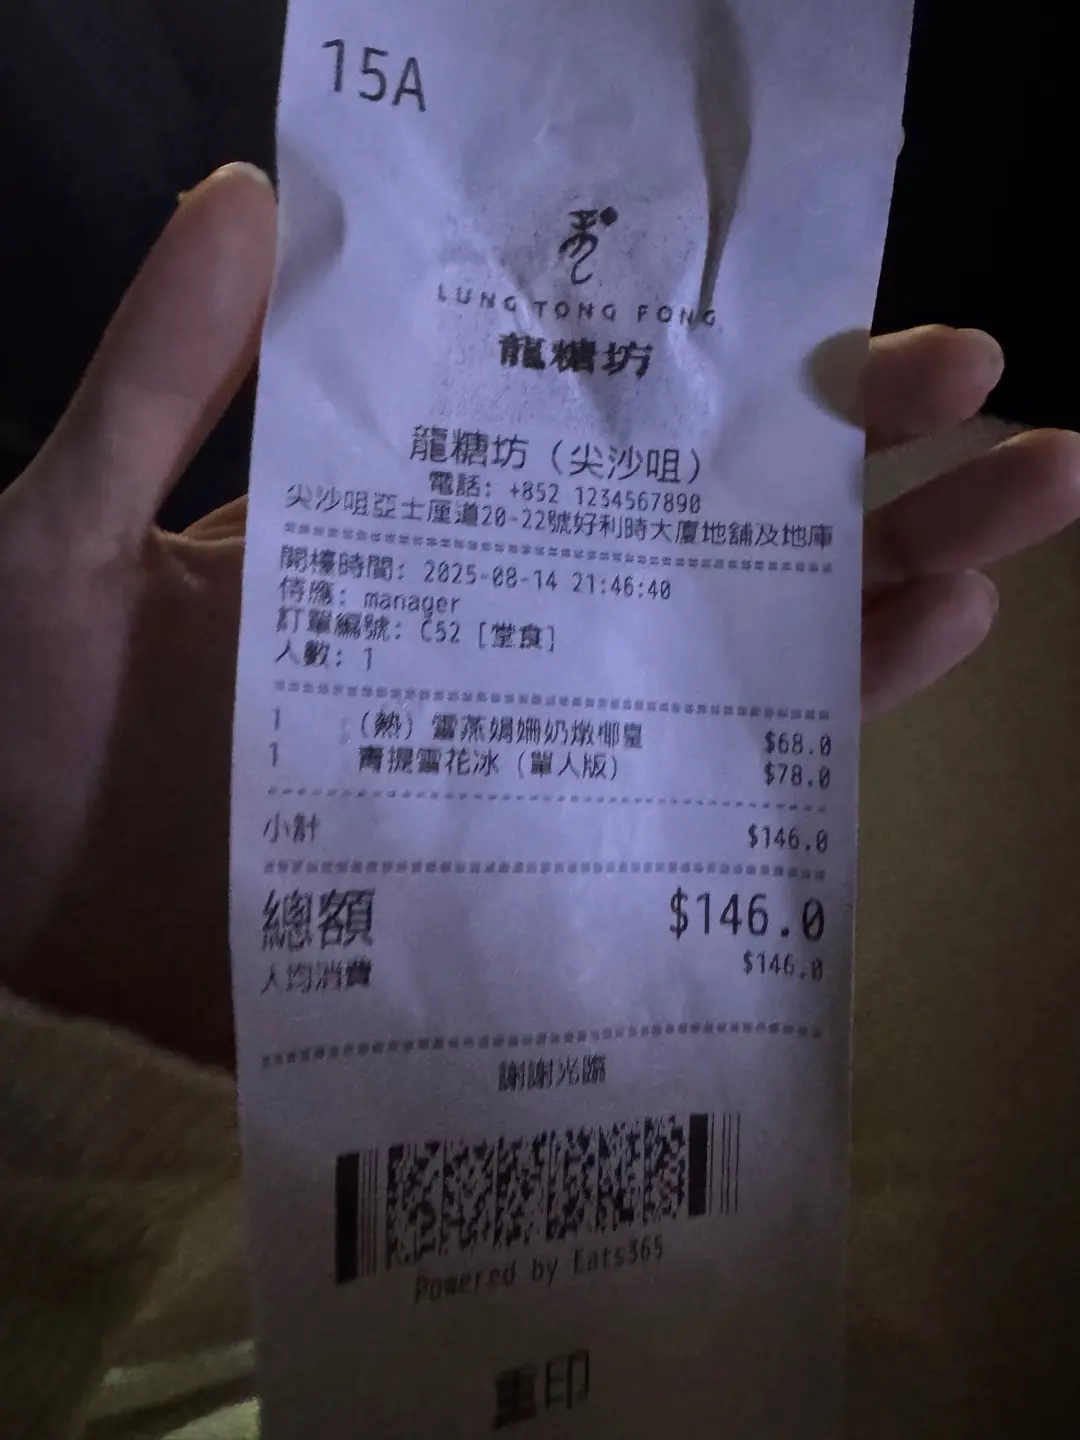 15A
LUNG TONG FONG
龍糖坊
龍糖坊（尖沙咀）
電話: +852 1234567890
尖沙咀亞士厘道20-22號好利時大廈地舖及地庫
開檯時間: 2025-08-14 21:46:40
侍應: manager
訂單編號: C52 [堂食]
人數: 1
1 （熱）雪燕娟姍奶燉椰皇 $68.0
1 青提雪花冰（單人版） $78.0
小計 $146.0
總額 $146.0
人均消費 $146.0
謝謝光臨
Powered by Eats365
重印